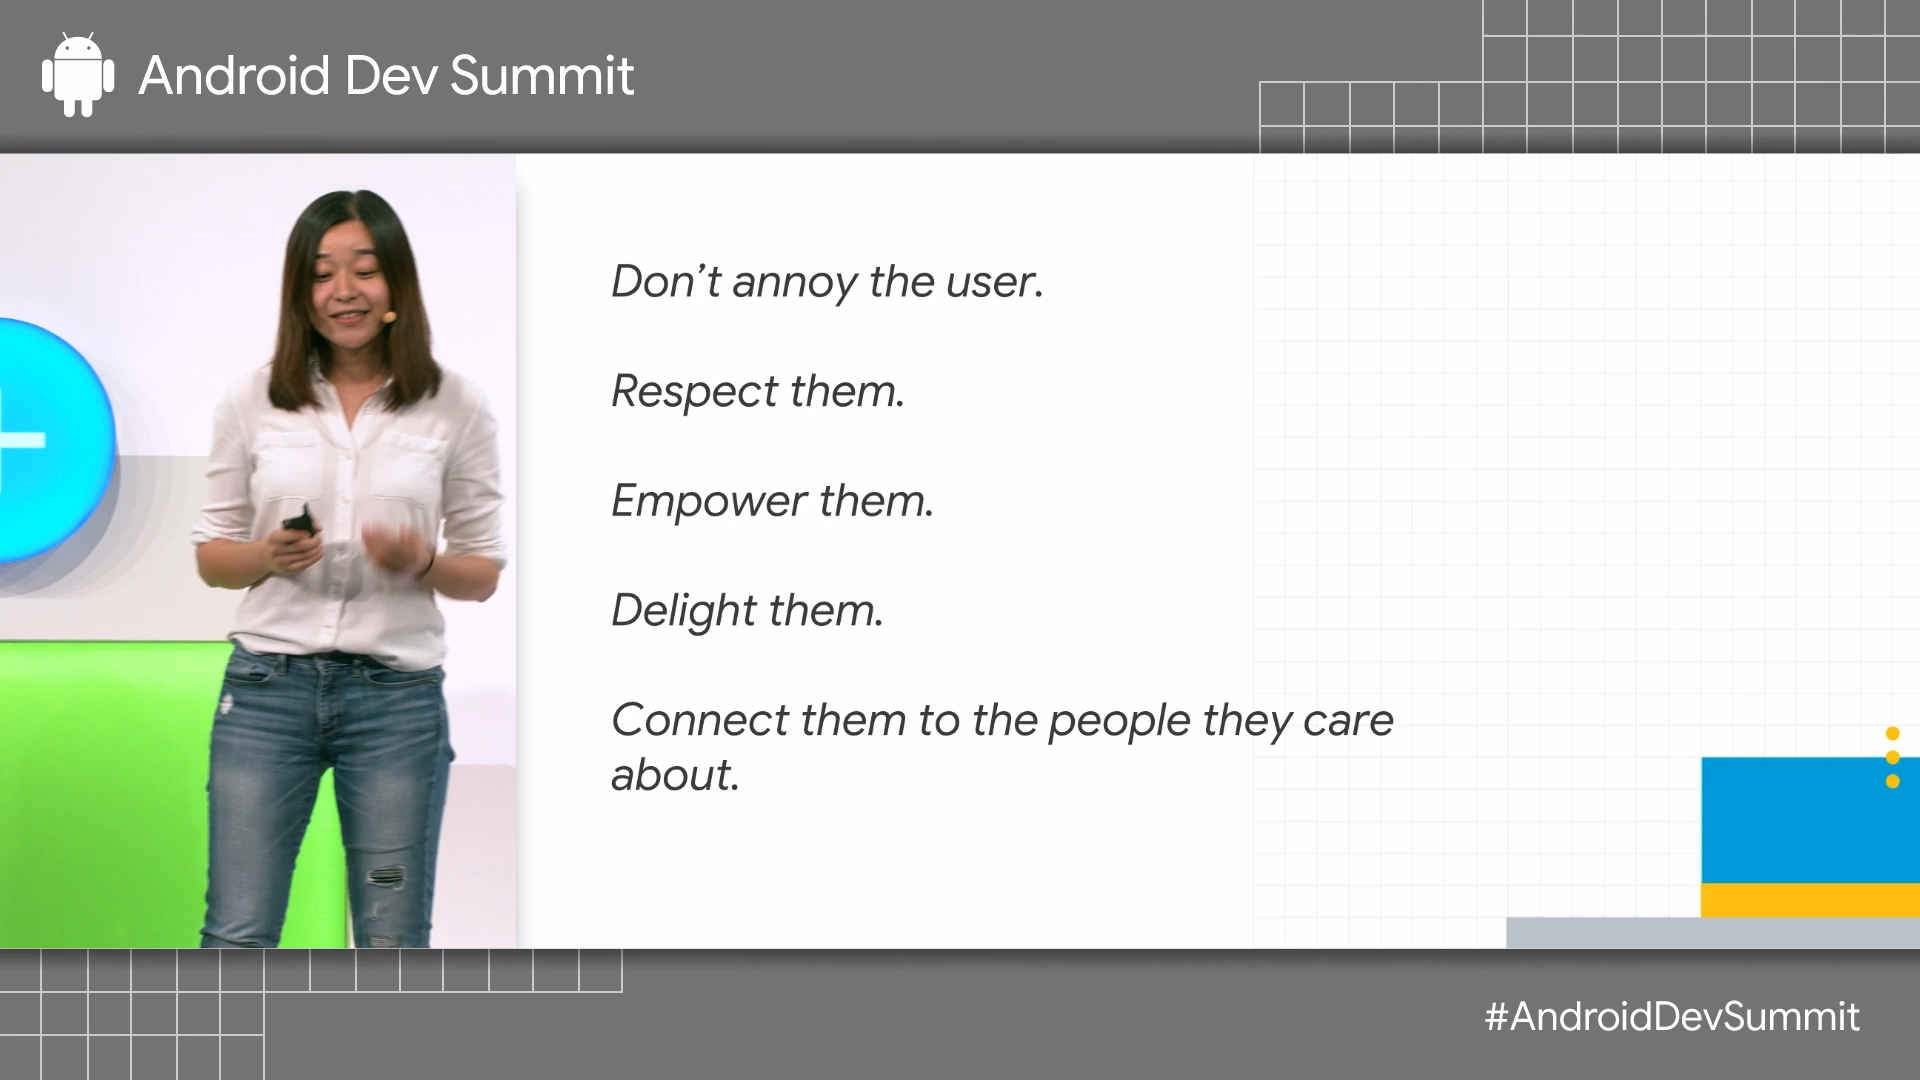 Android Dev Summit
Don't annoy the user.
Respect them.
Empower them.
Delight them.
Connect them to the people they care
about.
#AndroidDevSummit